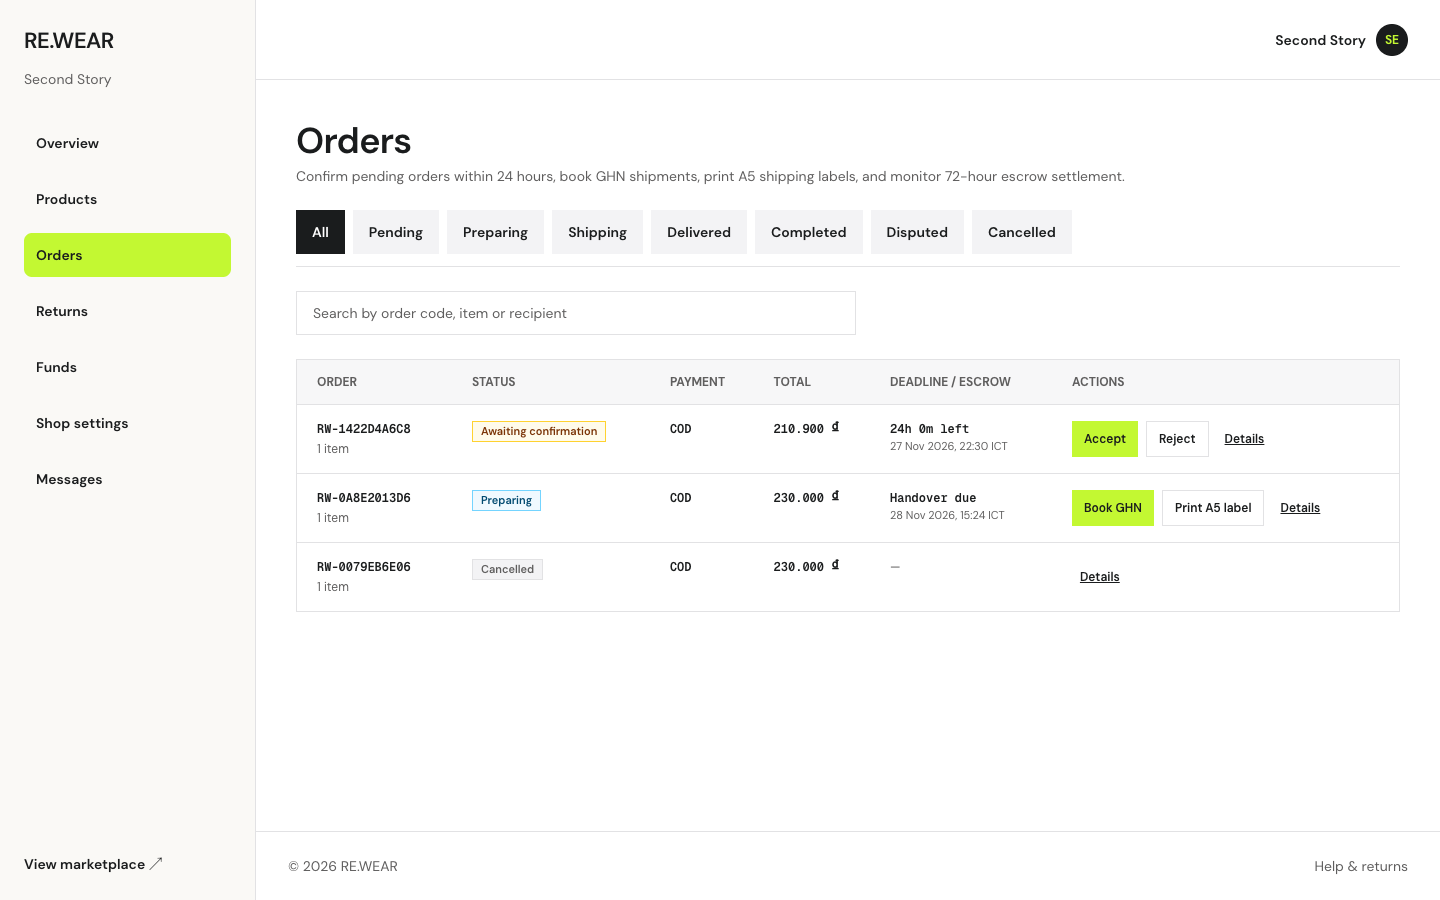 RE.WEAR
Second Story
Overview
Products
Orders
Returns
Funds
Shop settings
Messages
View marketplace ↗
Second Story SE
Orders
Confirm pending orders within 24 hours, book GHN shipments, print A5 shipping labels, and monitor 72-hour escrow settlement.
All Pending Preparing Shipping Delivered Completed Disputed Cancelled
Search by order code, item or recipient
ORDER STATUS PAYMENT TOTAL DEADLINE / ESCROW ACTIONS
RW-1422D4A6C8 Awaiting confirmation COD 210.900 ₫ 24h 0m left Accept Reject Details
1 item 27 Nov 2026, 22:30 ICT
RW-0A8E2013D6 Preparing COD 230.000 ₫ Handover due Book GHN Print A5 label Details
1 item 28 Nov 2026, 15:24 ICT
RW-0079EB6E06 Cancelled COD 230.000 ₫ — Details
1 item
© 2026 RE.WEAR Help & returns